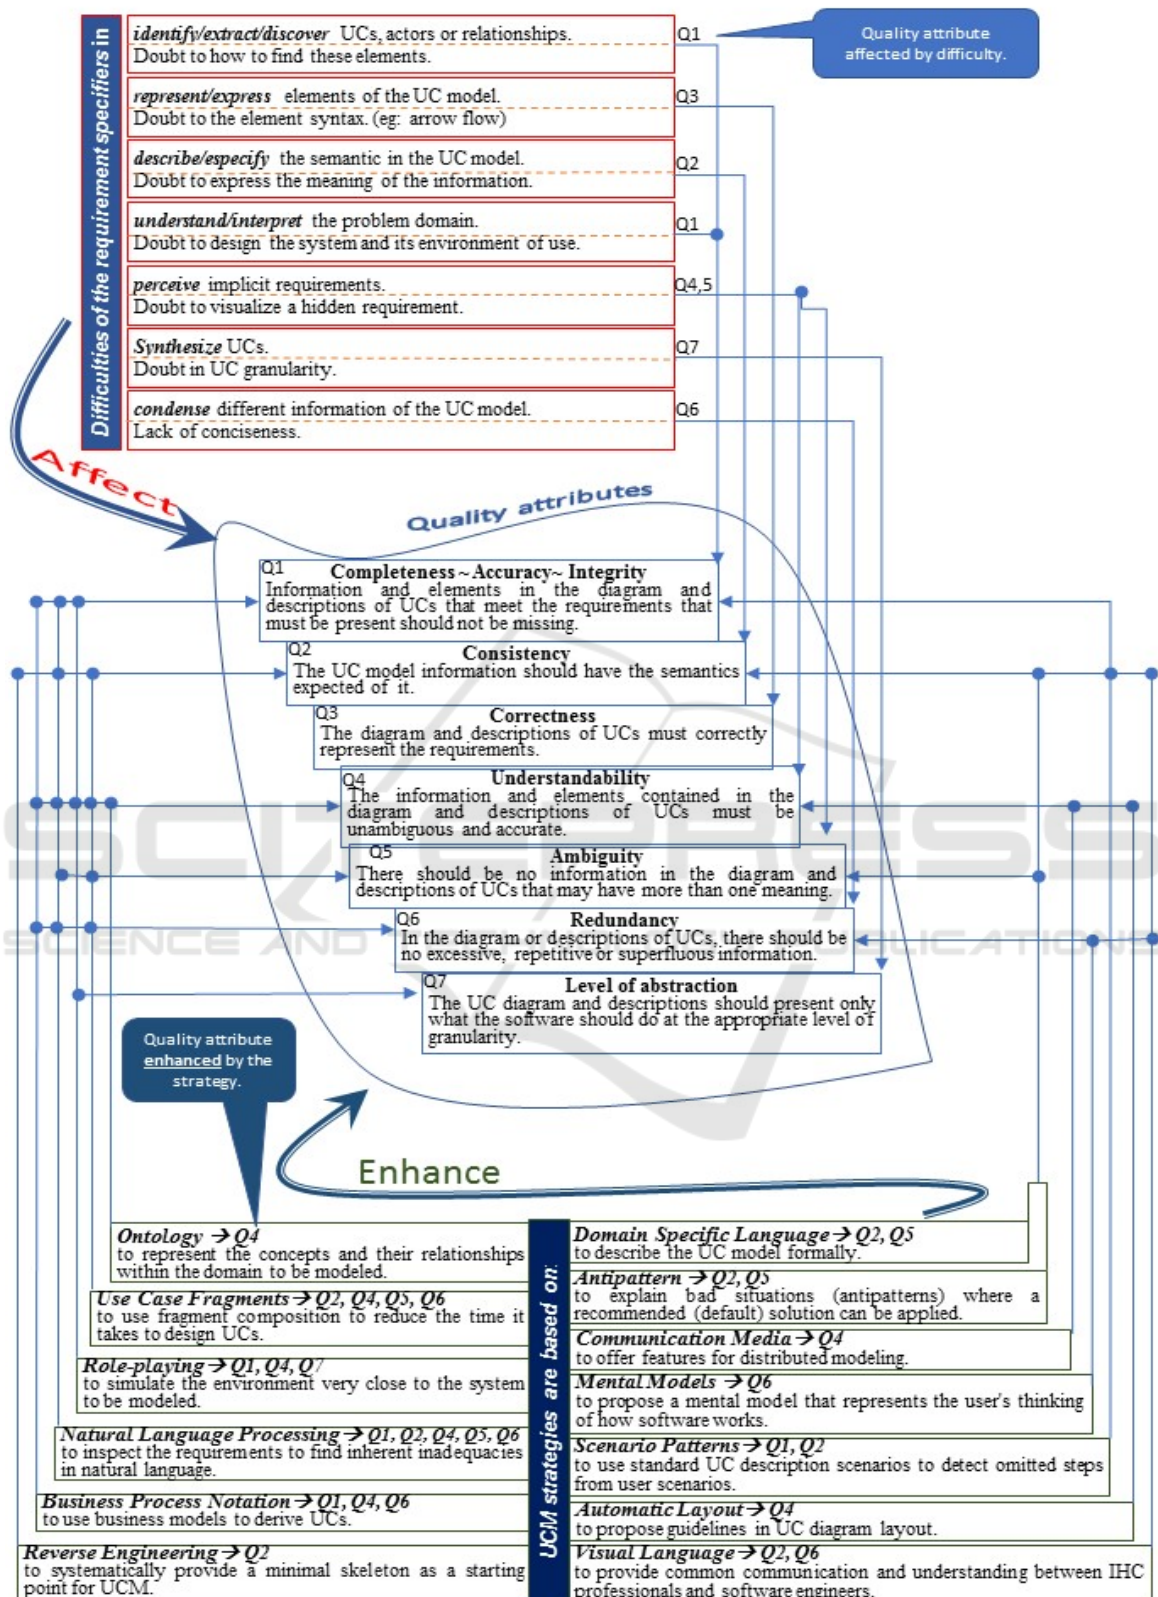 Difficulties of the requirement specifiers in
identify/extract/discover UCs, actors or relationships.
Doubt to how to find these elements.
Q1
Quality attribute
affected by difficulty.
represent/express elements of the UC model.
Doubt to the element syntax. (eg: arrow flow)
Q3
describe/especify the semantic in the UC model.
Doubt to express the meaning of the information.
Q2
understand/interpret the problem domain.
Doubt to design the system and its environment of use.
Q1
perceive implicit requirements.
Doubt to visualize a hidden requirement.
Q4,5
Synthesize UCs.
Doubt in UC granularity.
Q7
condense different information of the UC model.
Lack of conciseness.
Q6
Affect
Quality attributes
Q1
Completeness ~ Accuracy~ Integrity
Information and elements in the diagram and
descriptions of UCs that meet the requirements that
must be present should not be missing.
Q2
Consistency
The UC model information should have the semantics
expected of it.
Q3
Correctness
The diagram and descriptions of UCs must correctly
represent the requirements.
Q4
Understandability
The information and elements contained in the
diagram and descriptions of UCs must be
unambiguous and accurate.
Q5
Ambiguity
There should be no information in the diagram and
descriptions of UCs that may have more than one meaning.
Q6
Redundancy
In the diagram or descriptions of UCs, there should be
no excessive, repetitive or superfluous information.
Q7
Level of abstraction
The UC diagram and descriptions should present only
what the software should do at the appropriate level of
granularity.
Quality attribute
enhanced by the
strategy.
Enhance
UCM strategies are based on:
Ontology → Q4
to represent the concepts and their relationships
within the domain to be modeled.
Use Case Fragments → Q2, Q4, Q5, Q6
to use fragment composition to reduce the time it
takes to design UCs.
Role-playing → Q1, Q4, Q7
to simulate the environment very close to the system
to be modeled.
Natural Language Processing → Q1, Q2, Q4, Q5, Q6
to inspect the requirements to find inherent inadequacies
in natural language.
Business Process Notation → Q1, Q4, Q6
to use business models to derive UCs.
Reverse Engineering → Q2
to systematically provide a minimal skeleton as a starting
point for UCM.
Domain Specific Language → Q2, Q5
to describe the UC model formally.
Antipattern → Q2, Q5
to explain bad situations (antipatterns) where a
recommended (default) solution can be applied.
Communication Media → Q4
to offer features for distributed modeling.
Mental Models → Q6
to propose a mental model that represents the user's thinking
of how software works.
Scenario Patterns → Q1, Q2
to use standard UC description scenarios to detect omitted steps
from user scenarios.
Automatic Layout → Q4
to propose guidelines in UC diagram layout.
Visual Language → Q2, Q6
to provide common communication and understanding between IHC
professionals and software engineers.